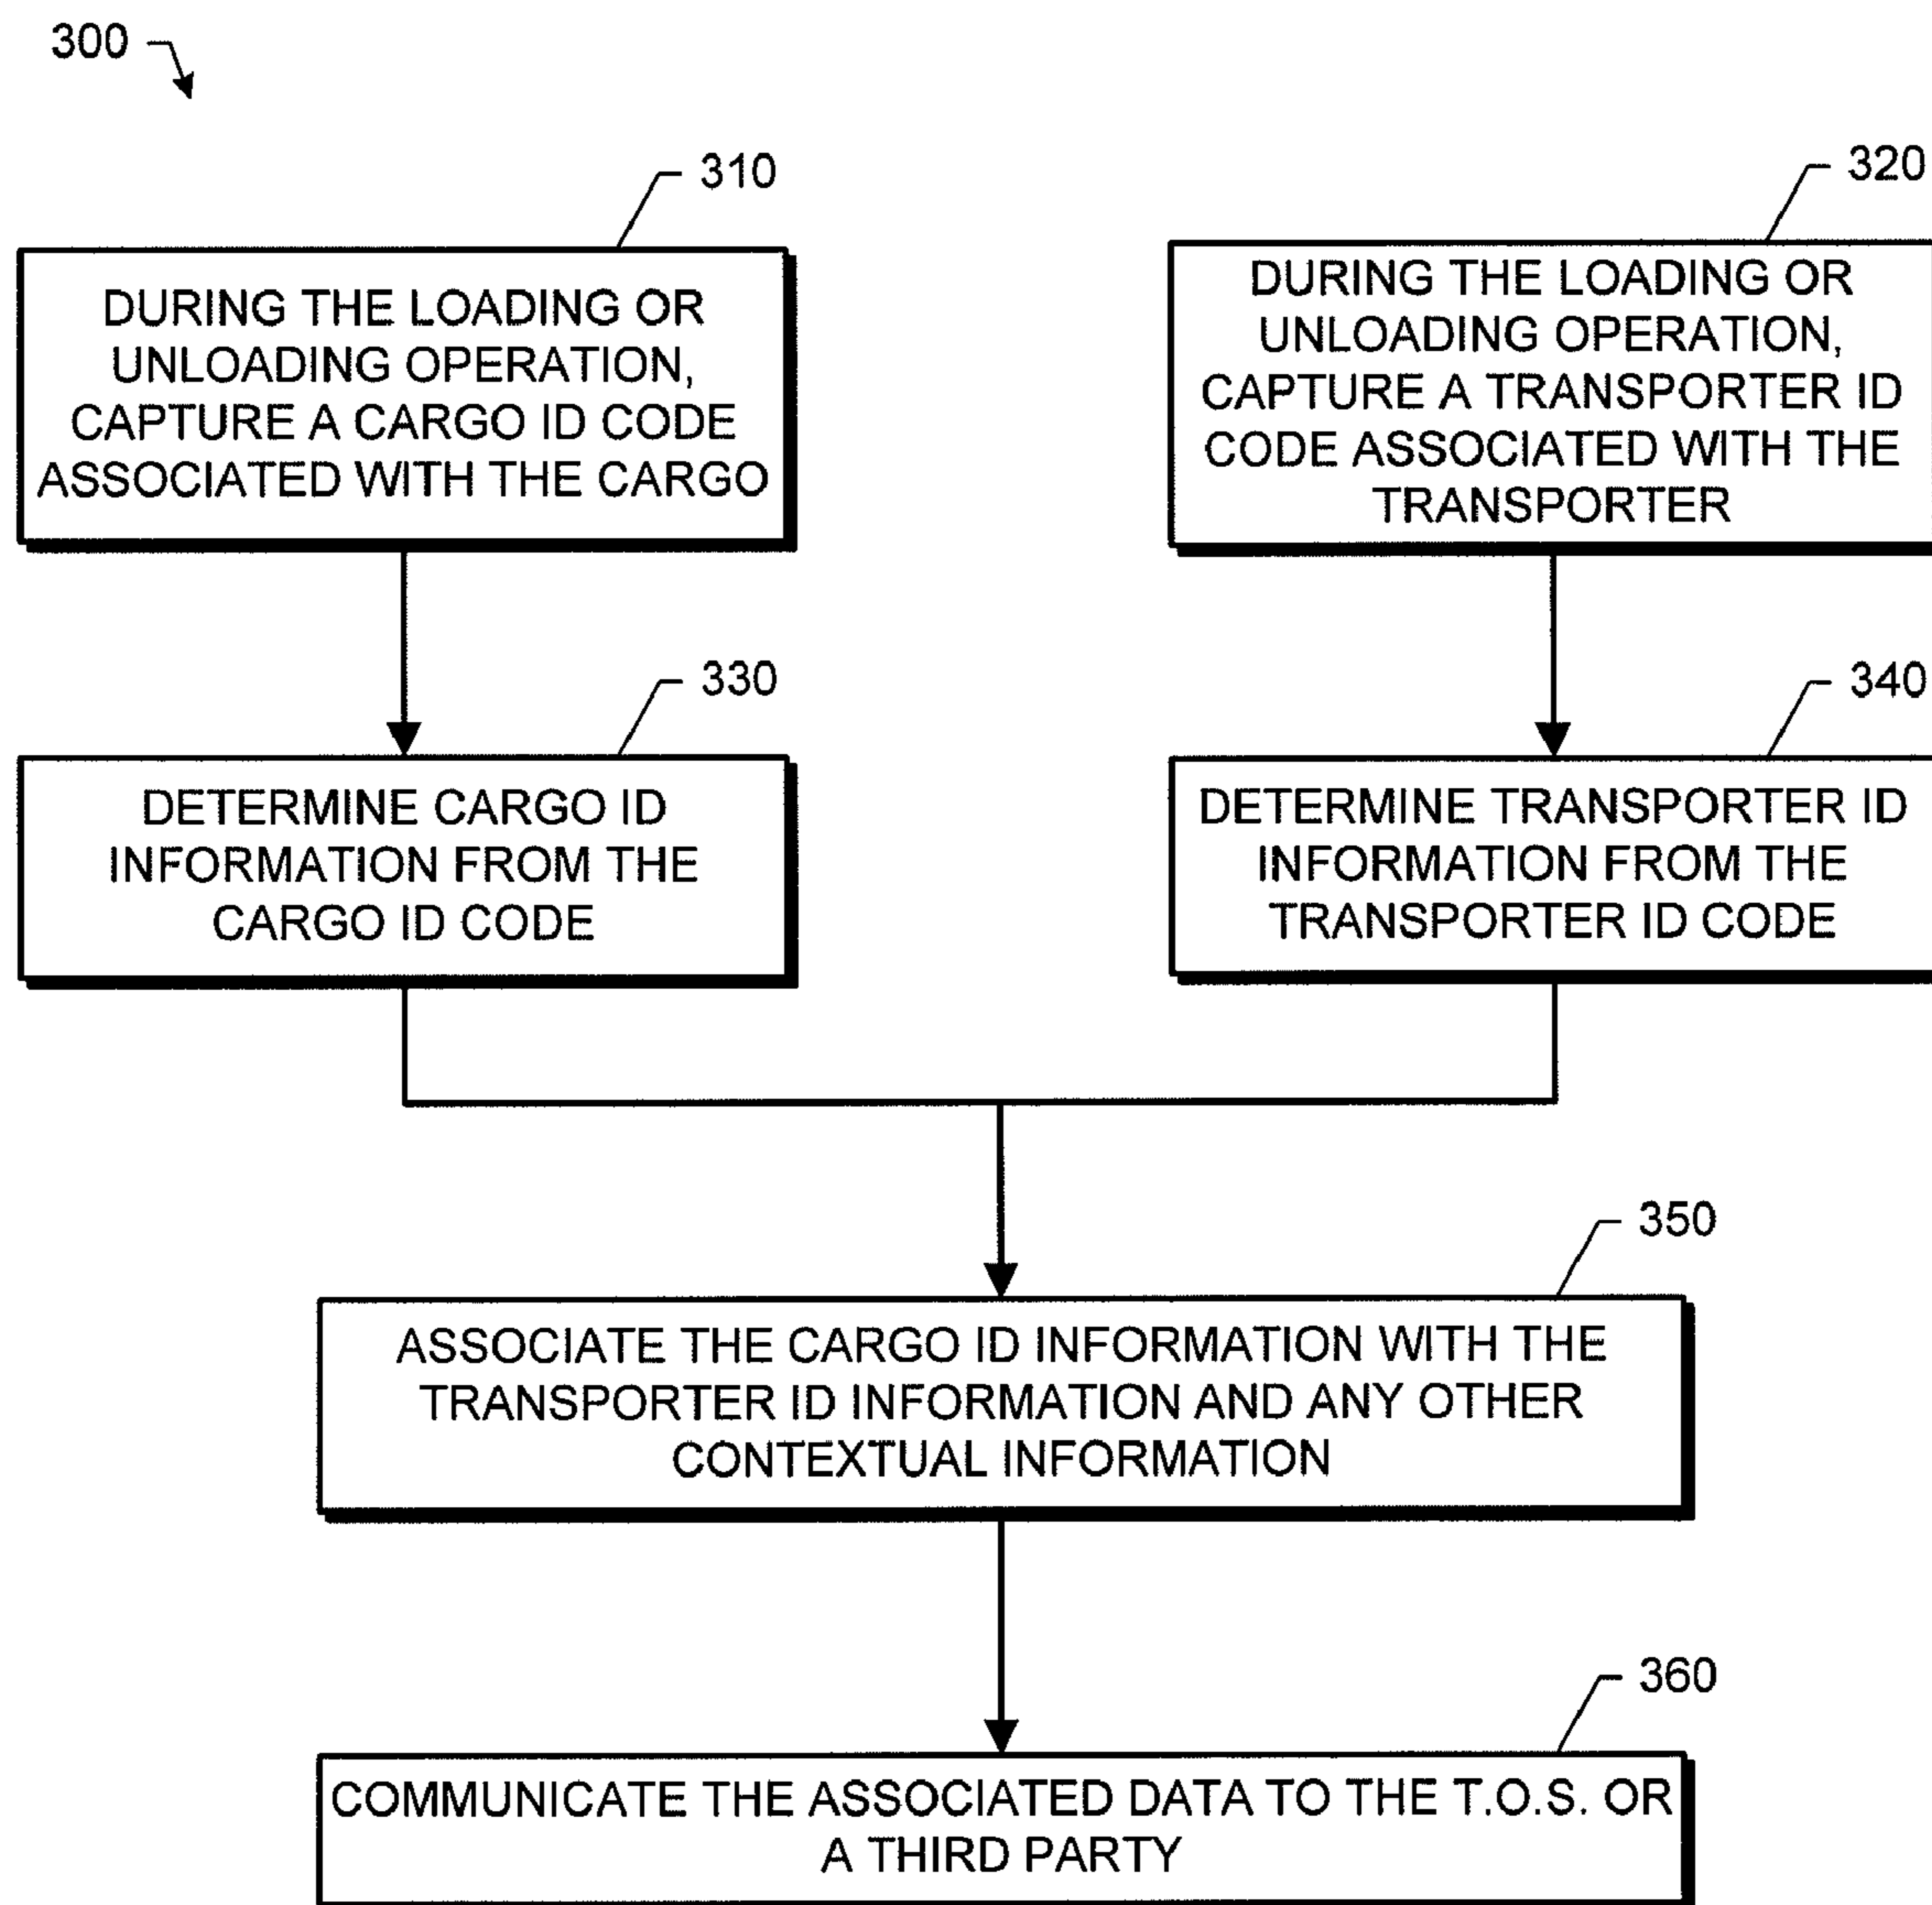 300
310
DURING THE LOADING OR
UNLOADING OPERATION,
CAPTURE A CARGO ID CODE
ASSOCIATED WITH THE CARGO
320
DURING THE LOADING OR
UNLOADING OPERATION,
CAPTURE A TRANSPORTER ID
CODE ASSOCIATED WITH THE
TRANSPORTER
330
DETERMINE CARGO ID
INFORMATION FROM THE
CARGO ID CODE
340
DETERMINE TRANSPORTER ID
INFORMATION FROM THE
TRANSPORTER ID CODE
350
ASSOCIATE THE CARGO ID INFORMATION WITH THE
TRANSPORTER ID INFORMATION AND ANY OTHER
CONTEXTUAL INFORMATION
360
COMMUNICATE THE ASSOCIATED DATA TO THE T.O.S. OR
A THIRD PARTY